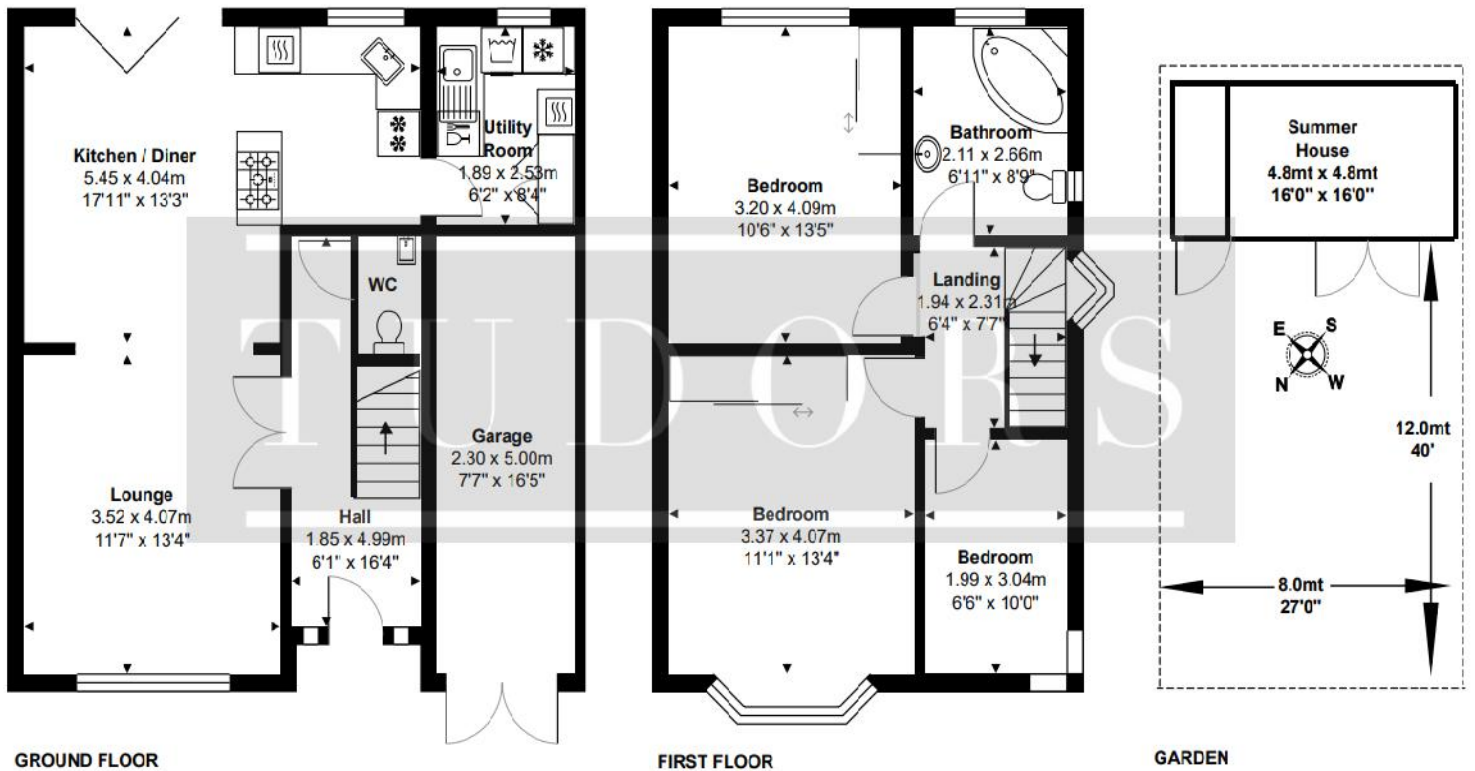 Kitchen / Diner
5.45 x 4.04m
17'11" x 13'3"
Utility
Room
1.89 x 2.53m
6'2" x 8'4"
WC
Lounge
3.52 x 4.07m
11'7" x 13'4"
Hall
1.85 x 4.99m
6'1" x 16'4"
Garage
2.30 x 5.00m
7'7" x 16'5"
GROUND FLOOR
Bedroom
3.20 x 4.09m
10'6" x 13'5"
Bathroom
2.11 x 2.66m
6'11" x 8'9"
Landing
1.94 x 2.31m
6'4" x 7'7"
Bedroom
3.37 x 4.07m
11'1" x 13'4"
Bedroom
1.99 x 3.04m
6'6" x 10'0"
FIRST FLOOR
Summer
House
4.8mt x 4.8mt
16'0" x 16'0"
E S
N W
12.0mt
40'
8.0mt
27'0"
GARDEN
TUDORS